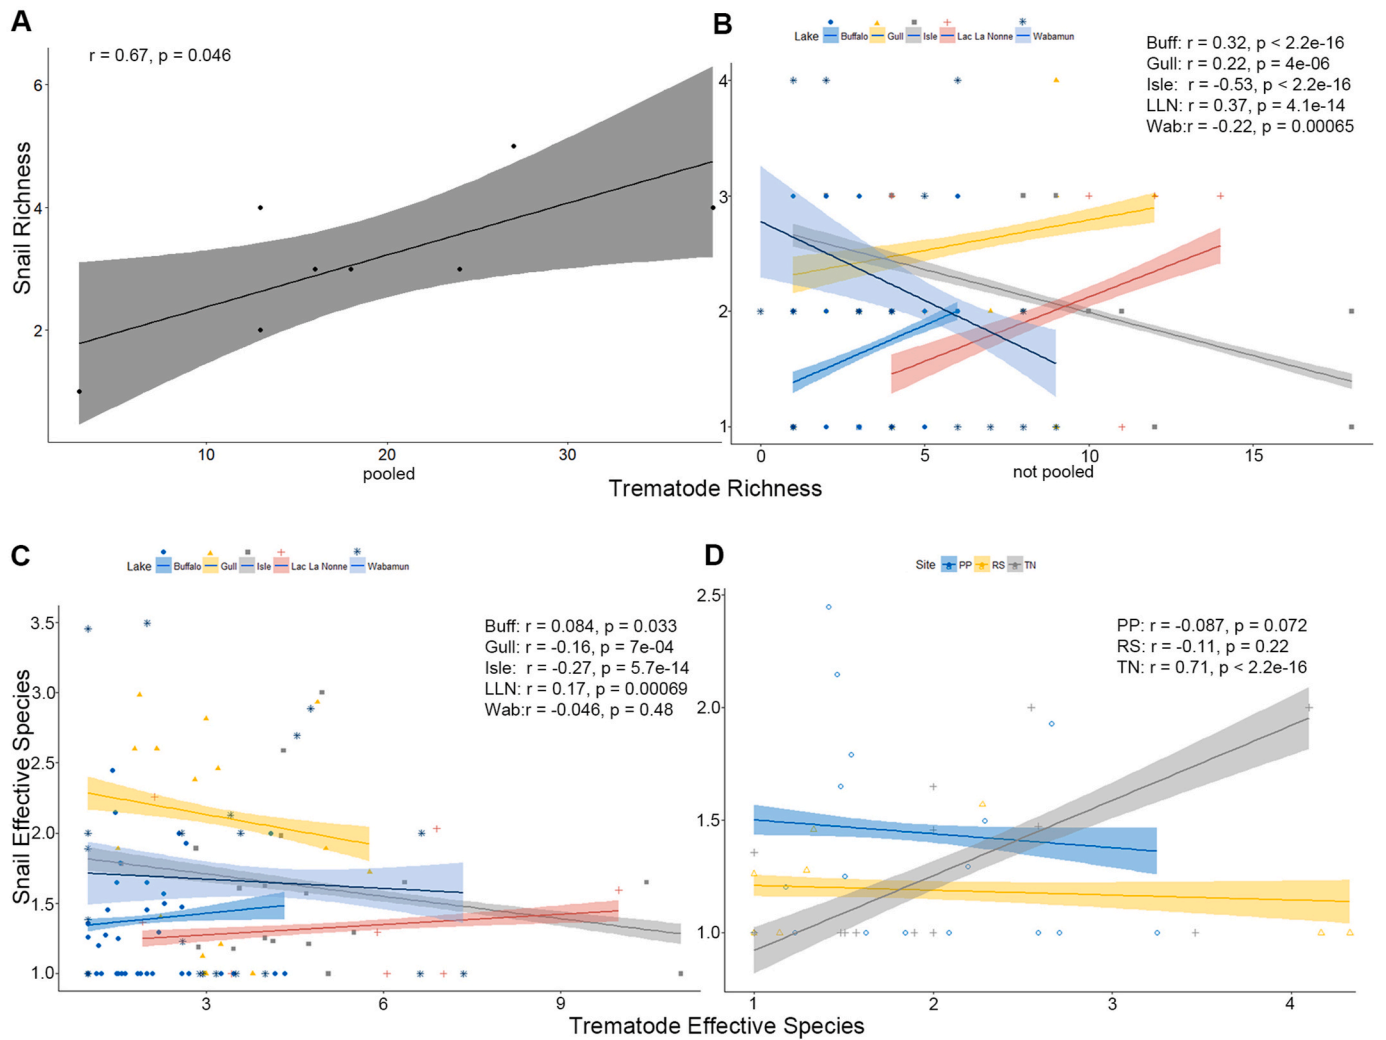 A
r = 0.67, p = 0.046
Snail Richness
6
4
2
10
20
30
pooled
B
Lake Buffalo Gull Isle Lac La Nonne Wabamun
Buff: r = 0.32, p < 2.2e-16
Gull: r = 0.22, p = 4e-06
Isle: r = -0.53, p < 2.2e-16
LLN: r = 0.37, p = 4.1e-14
Wab:r = -0.22, p = 0.00065
4
3
2
1
0
5
10
15
not pooled
Trematode Richness
C
Lake Buffalo Gull Isle Lac La Nonne Wabamun
Buff: r = 0.084, p = 0.033
Gull: r = -0.16, p = 7e-04
Isle: r = -0.27, p = 5.7e-14
LLN: r = 0.17, p = 0.00069
Wab:r = -0.046, p = 0.48
Snail Effective Species
3.5
3.0
2.5
2.0
1.5
1.0
3
6
9
D
Site PP RS TN
PP: r = -0.087, p = 0.072
RS: r = -0.11, p = 0.22
TN: r = 0.71, p < 2.2e-16
2.5
2.0
1.5
1.0
1
2
3
4
Trematode Effective Species